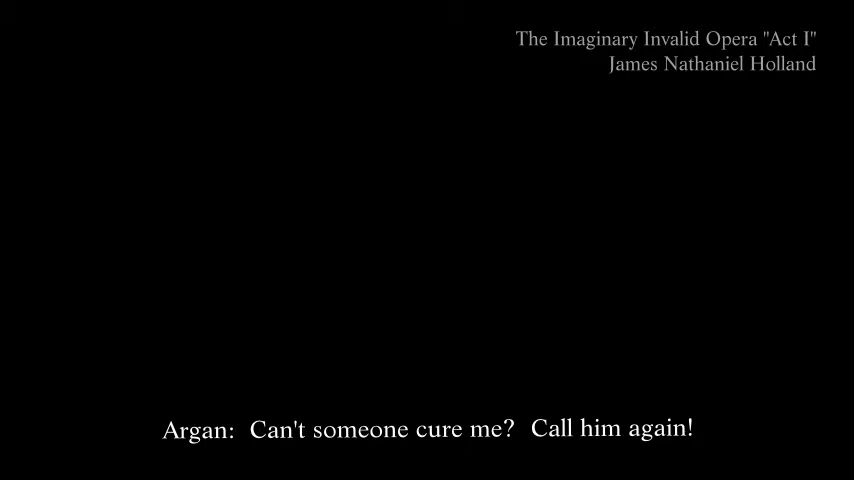 The Imaginary Invalid Opera "Act I"
James Nathaniel Holland
Argan:  Can't someone cure me?  Call him again!